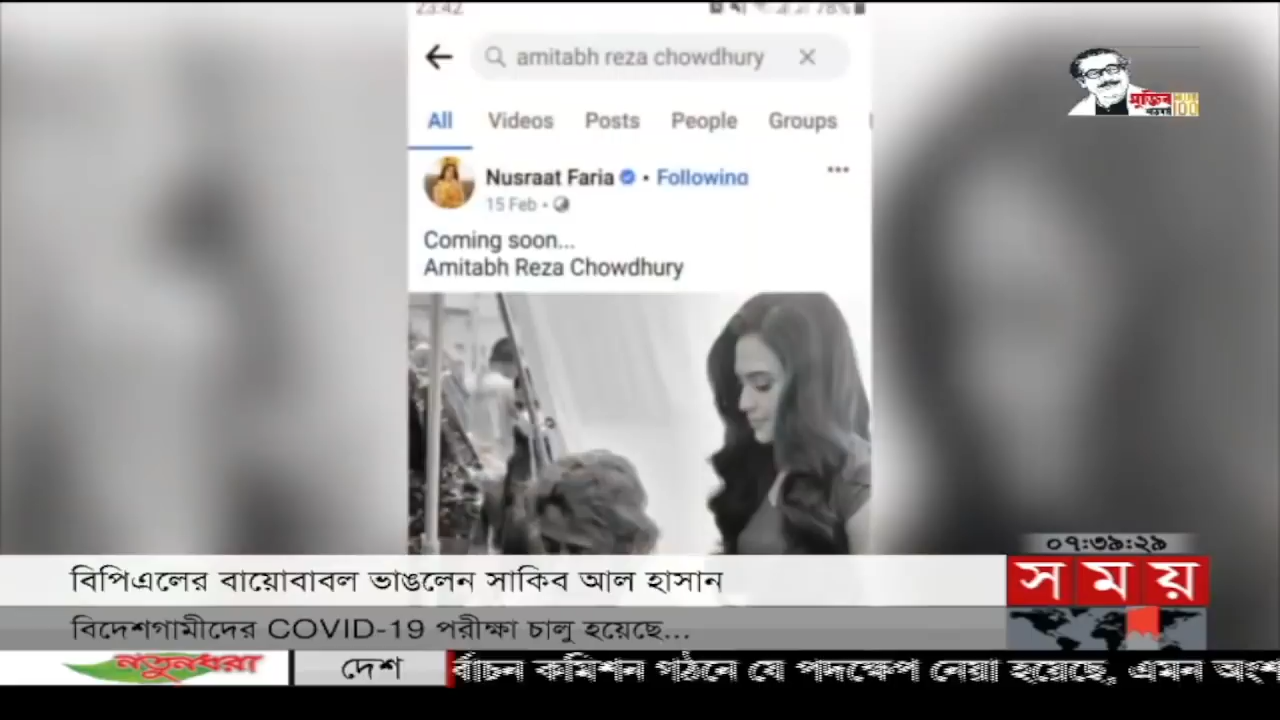 23:42
78%
amitabh reza chowdhury
All Videos Posts People Groups
Nusraat Faria • Following
15 Feb •
Coming soon...
Amitabh Reza Chowdhury
মুজিব
100
০৭:৩৯:২৯
সময়
বিপিএলের বায়োবাবল ভাঙলেন সাকিব আল হাসান
বিদেশগামীদের COVID-19 পরীক্ষা চালু হয়েছে...
নতুনধরা
দেশ
কমিশন গঠনে যে পদক্ষেপ নেয়া হয়েছে, এমন